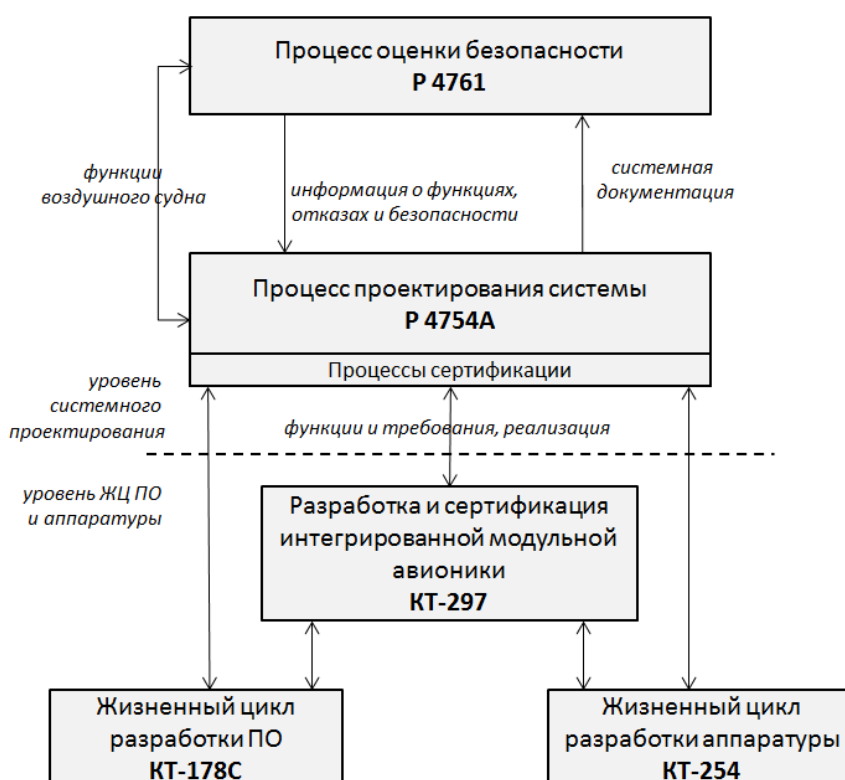 Процесс оценки безопасности
Р 4761
функции
воздушного судна
информация о функциях,
отказах и безопасности
системная
документация
Процесс проектирования системы
Р 4754А
Процессы сертификации
уровень
системного
проектирования
функции и требования, реализация
уровень ЖЦ ПО
и аппаратуры
Разработка и сертификация
интегрированной модульной
авионики
КТ-297
Жизненный цикл
разработки ПО
КТ-178С
Жизненный цикл
разработки аппаратуры
КТ-254